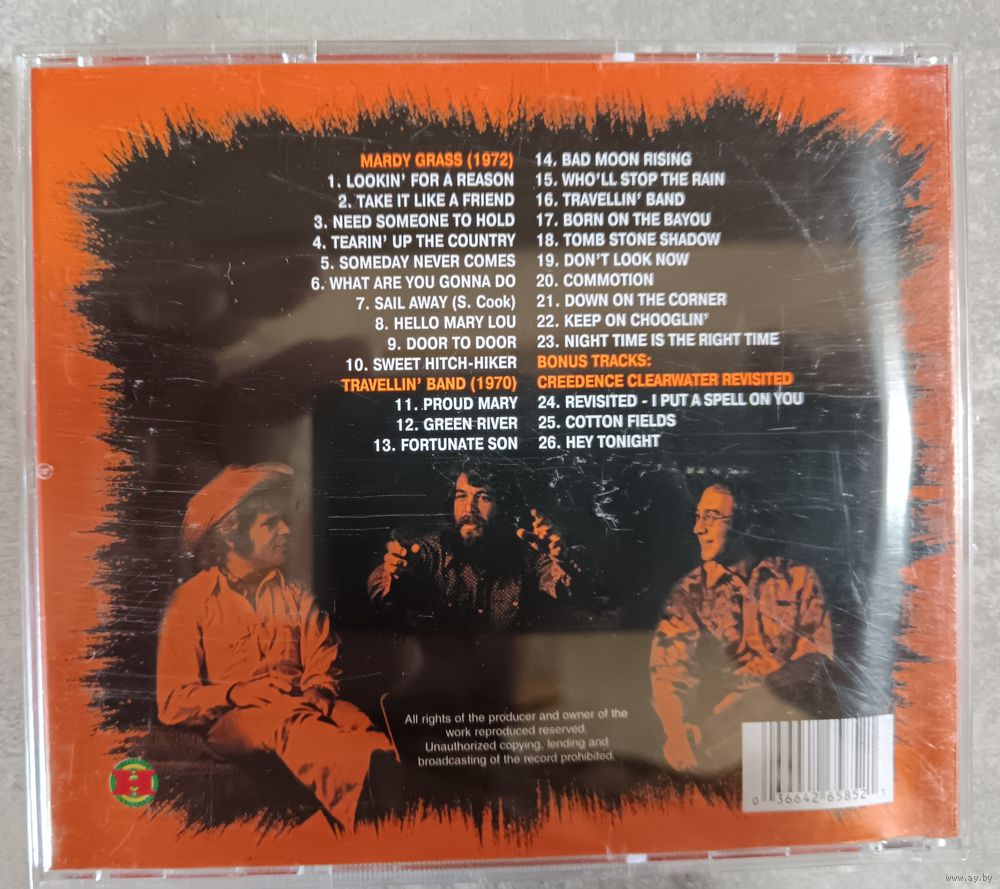 MARDY GRASS (1972)
1. LOOKIN' FOR A REASON
2. TAKE IT LIKE A FRIEND
3. NEED SOMEONE TO HOLD
4. TEARIN' UP THE COUNTRY
5. SOMEDAY NEVER COMES
6. WHAT ARE YOU GONNA DO
7. SAIL AWAY (S. Cook)
8. HELLO MARY LOU
9. DOOR TO DOOR
10. SWEET HITCH-HIKER
TRAVELLIN' BAND (1970)
11. PROUD MARY
12. GREEN RIVER
13. FORTUNATE SON
14. BAD MOON RISING
15. WHO'LL STOP THE RAIN
16. TRAVELLIN' BAND
17. BORN ON THE BAYOU
18. TOMB STONE SHADOW
19. DON'T LOOK NOW
20. COMMOTION
21. DOWN ON THE CORNER
22. KEEP ON CHOOGLIN'
23. NIGHT TIME IS THE RIGHT TIME
BONUS TRACKS:
CREEDENCE CLEARWATER REVISITED
24. REVISITED - I PUT A SPELL ON YOU
25. COTTON FIELDS
26. HEY TONIGHT
All rights of the producer and owner of the
work reproduced reserved.
Unauthorized copying, lending and
broadcasting of the record prohibited.
H
0 36642 65852 1
www.ay.by